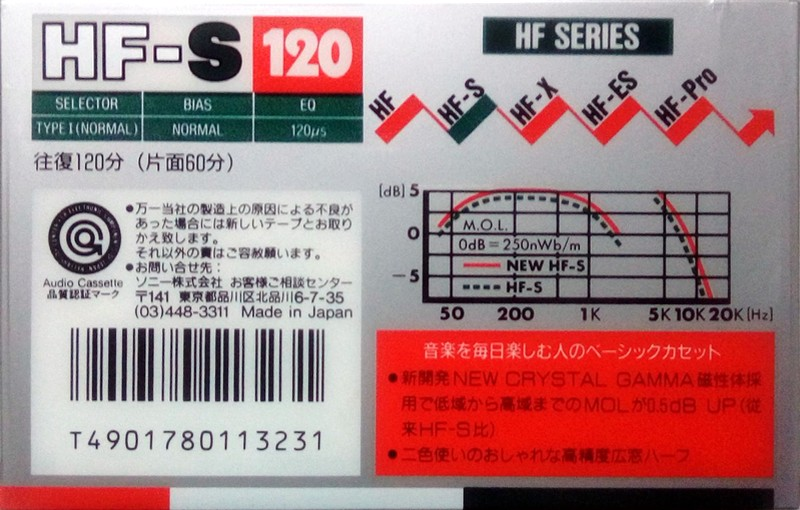 HF-S 120
SELECTOR BIAS EQ
TYPE I (NORMAL) NORMAL 120μs
往復120分（片面60分）
HF SERIES
HF HF-S HF-X HF-ES HF-Pro
Audio Cassette
品質認証マーク
●万一当社の製造上の原因による不良が
あった場合には新しいテープとお取り
かえ致します。
それ以外の責はご容赦願います。
●お問い合せ先：
ソニー株式会社 お客様ご相談センター
〒141 東京都品川区北品川6-7-35
(03)448-3311 Made in Japan
T4901780113231
[dB] 5
0
-5
M.O.L.
0dB=250nWb/m
NEW HF-S
HF-S
50 200 1K 5K 10K 20K [Hz]
音楽を毎日楽しむ人のベーシックカセット
●新開発NEW CRYSTAL GAMMA磁性体採
用で低域から高域までのMOLが0.5dB UP（従
来HF-S比）
●二色使いのおしゃれな高精度広窓ハーフ